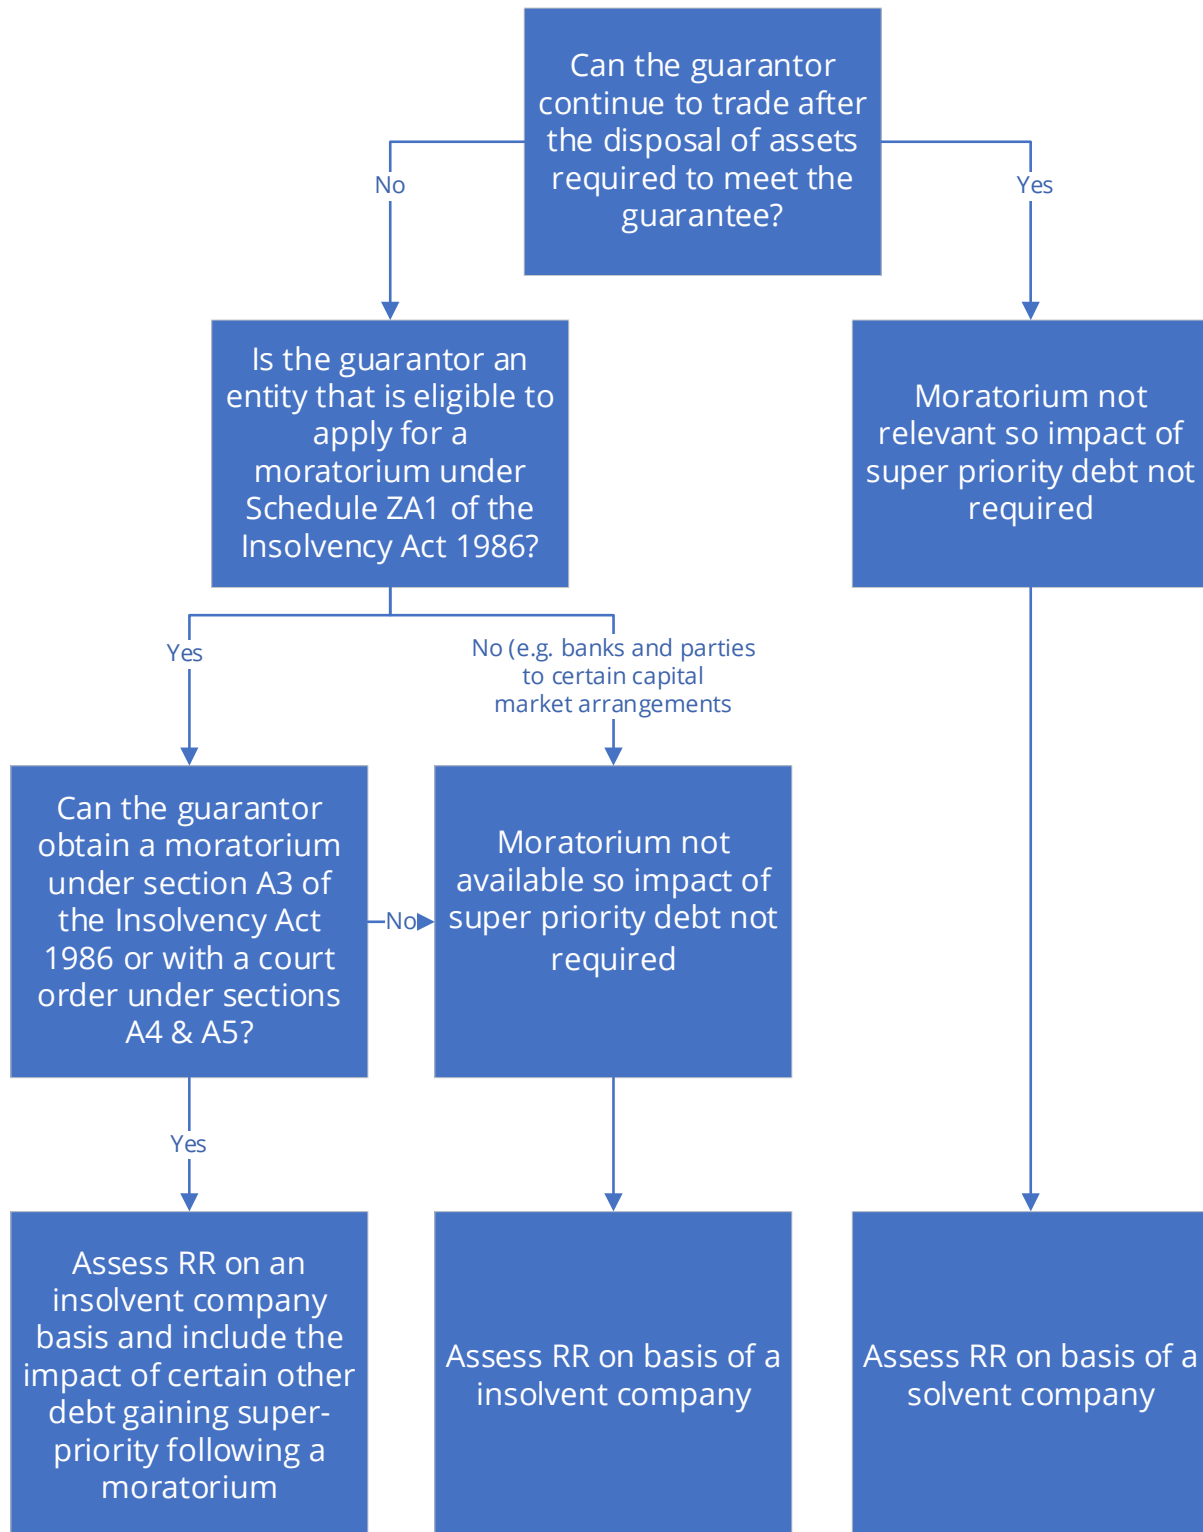 Can the guarantor
continue to trade after
the disposal of assets
required to meet the
guarantee?
No
Yes
Is the guarantor an
entity that is eligible to
apply for a
moratorium under
Schedule ZA1 of the
Insolvency Act 1986?
Moratorium not
relevant so impact of
super priority debt not
required
Yes
No (e.g. banks and parties
to certain capital
market arrangements
Can the guarantor
obtain a moratorium
under section A3 of
the Insolvency Act
1986 or with a court
order under sections
A4 & A5?
No
Moratorium not
available so impact of
super priority debt not
required
Yes
Assess RR on an
insolvent company
basis and include the
impact of certain other
debt gaining super-
priority following a
moratorium
Assess RR on basis of a
insolvent company
Assess RR on basis of a
solvent company